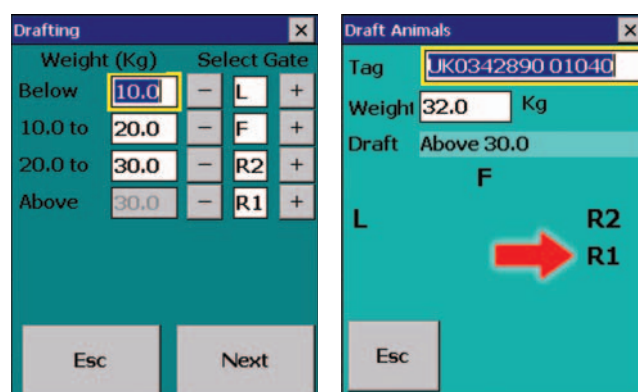 Drafting
Weight (Kg) Select Gate
Below 10.0 − L +
10.0 to 20.0 − F +
20.0 to 30.0 − R2 +
Above 30.0 − R1 +
Esc Next
Draft Animals
Tag UK0342890 01040
Weight 32.0 Kg
Draft Above 30.0
F
L R2
R1
Esc